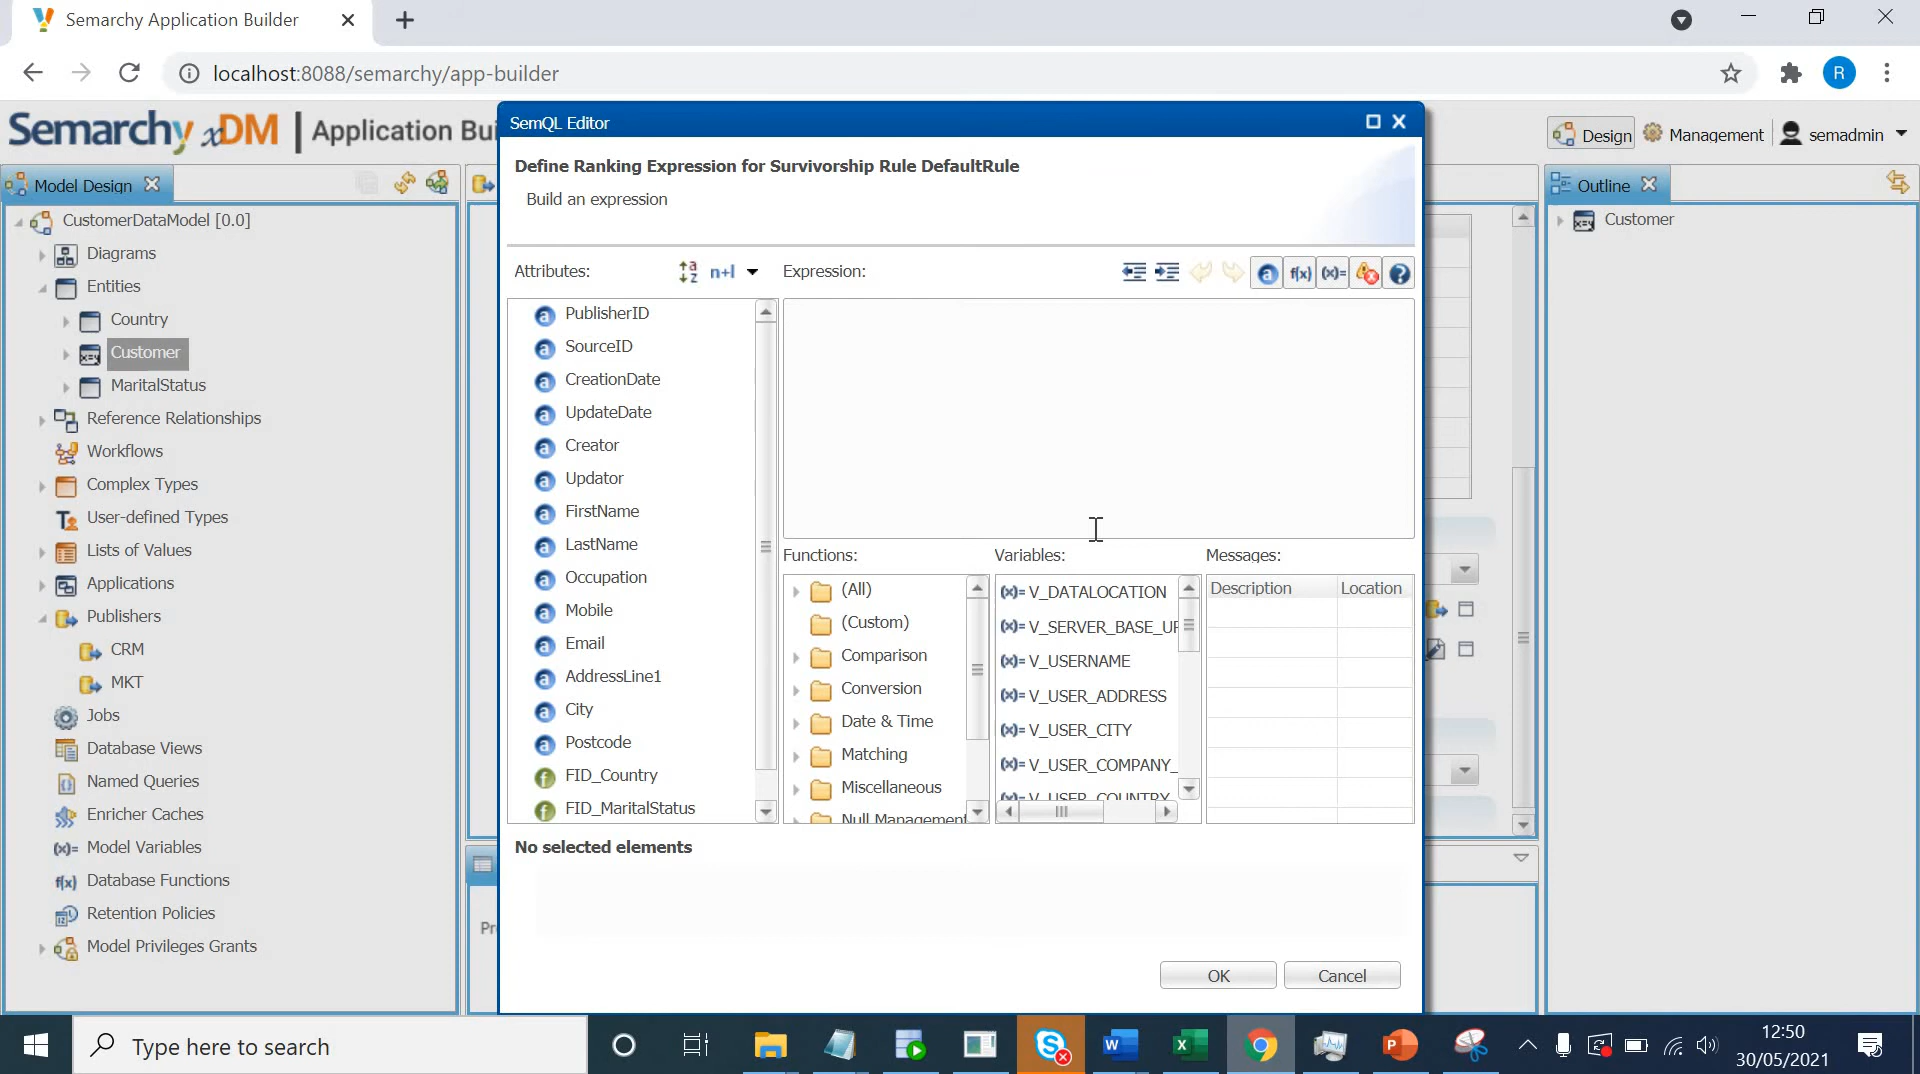 Semarchy Application Builder
localhost:8088/semarchy/app-builder
R
Semarchy xDM | Application Bui
Design
Management
semadmin
Model Design
CustomerDataModel [0.0]
Diagrams
Entities
Country
Customer
MaritalStatus
Reference Relationships
Workflows
Complex Types
User-defined Types
Lists of Values
Applications
Publishers
CRM
MKT
Jobs
Database Views
Named Queries
Enricher Caches
Model Variables
Database Functions
Retention Policies
Model Privileges Grants
SemQL Editor
Define Ranking Expression for Survivorship Rule DefaultRule
Build an expression
Attributes:
n+l
Expression:
PublisherID
SourceID
CreationDate
UpdateDate
Creator
Updator
FirstName
LastName
Occupation
Mobile
Email
AddressLine1
City
Postcode
FID_Country
FID_MaritalStatus
Functions:
(All)
(Custom)
Comparison
Conversion
Date & Time
Matching
Miscellaneous
Null Management
Variables:
V_DATALOCATION
V_SERVER_BASE_UR
V_USERNAME
V_USER_ADDRESS
V_USER_CITY
V_USER_COMPANY_
V_USER_COUNTRY
Messages:
Description Location
No selected elements
Pr
OK
Cancel
Outline
Customer
Type here to search
12:50
30/05/2021